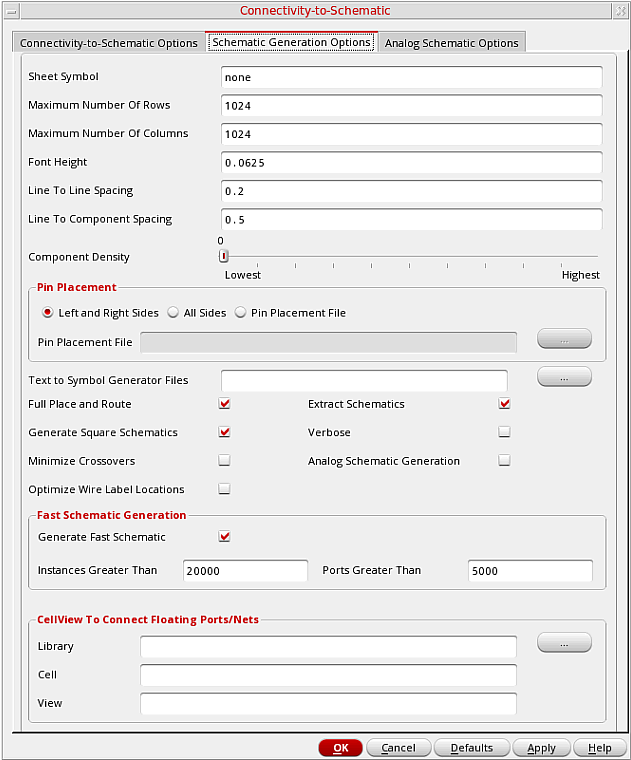 Connectivity-to-Schematic
Connectivity-to-Schematic Options Schematic Generation Options Analog Schematic Options
Sheet Symbol none
Maximum Number Of Rows 1024
Maximum Number Of Columns 1024
Font Height 0.0625
Line To Line Spacing 0.2
Line To Component Spacing 0.5
0
Component Density
Lowest Highest
Pin Placement
Left and Right Sides All Sides Pin Placement File
Pin Placement File ...
Text to Symbol Generator Files ...
Full Place and Route Extract Schematics
Generate Square Schematics Verbose
Minimize Crossovers Analog Schematic Generation
Optimize Wire Label Locations
Fast Schematic Generation
Generate Fast Schematic
Instances Greater Than 20000 Ports Greater Than 5000
CellView To Connect Floating Ports/Nets
Library ...
Cell
View
OK Cancel Defaults Apply Help